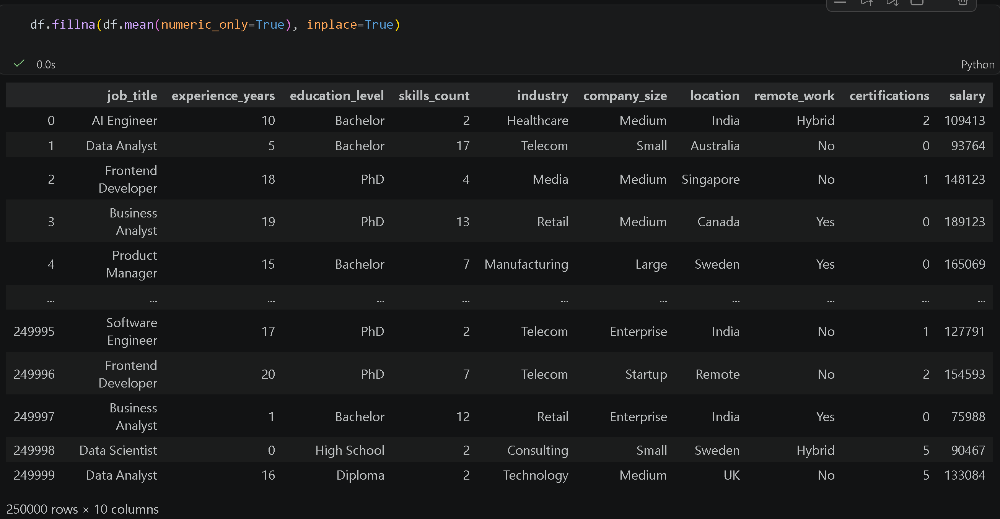 df.fillna(df.mean(numeric_only=True), inplace=True)
0.0s
Python
job_title experience_years education_level skills_count industry company_size location remote_work certifications salary
0 AI Engineer 10 Bachelor 2 Healthcare Medium India Hybrid 2 109413
1 Data Analyst 5 Bachelor 17 Telecom Small Australia No 0 93764
2 Frontend Developer 18 PhD 4 Media Medium Singapore No 1 148123
3 Business Analyst 19 PhD 13 Retail Medium Canada Yes 0 189123
4 Product Manager 15 Bachelor 7 Manufacturing Large Sweden Yes 0 165069
... ... ... ... ... ... ... ... ... ... ...
249995 Software Engineer 17 PhD 2 Telecom Enterprise India No 1 127791
249996 Frontend Developer 20 PhD 7 Telecom Startup Remote No 2 154593
249997 Business Analyst 1 Bachelor 12 Retail Enterprise India Yes 0 75988
249998 Data Scientist 0 High School 2 Consulting Small Sweden Hybrid 5 90467
249999 Data Analyst 16 Diploma 2 Technology Medium UK No 5 133084
250000 rows × 10 columns